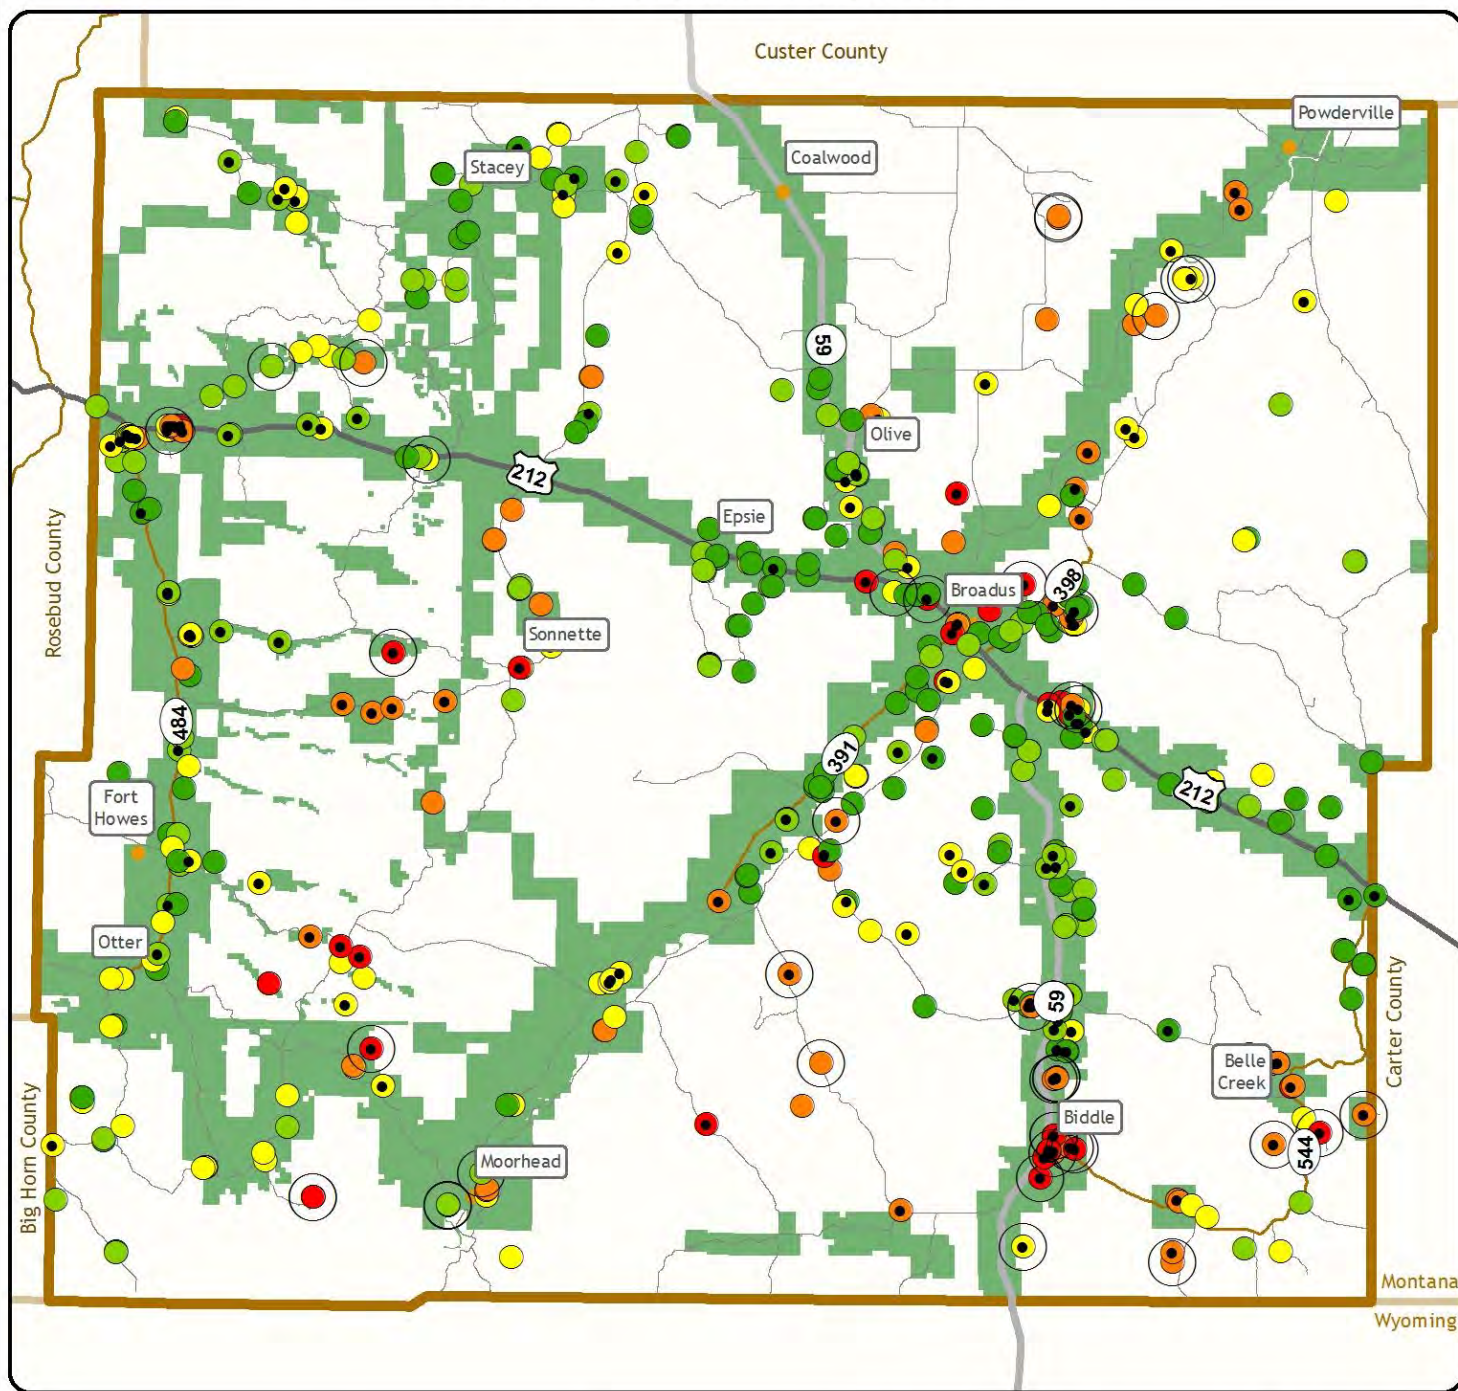 Custer County
Powderville
Coalwood
Stacey
59
Olive
212
Epsie
Rosebud County
Broadus
398
Sonnette
484
391
212
Fort
Howes
Otter
59
Carter County
Belle
Creek
Big Horn County
Biddle
544
Moorhead
Montana
Wyoming